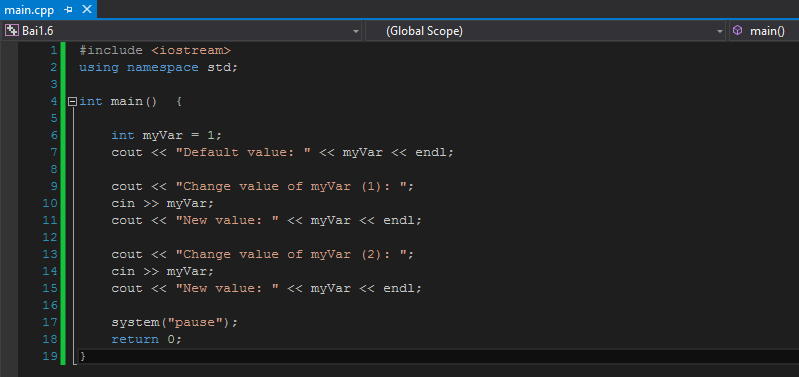 main.cpp
Bai1.6 (Global Scope) main()
1 #include <iostream>
2 using namespace std;
3
4 int main()  {
5
6     int myVar = 1;
7     cout << "Default value: " << myVar << endl;
8
9     cout << "Change value of myVar (1): ";
10     cin >> myVar;
11     cout << "New value: " << myVar << endl;
12
13     cout << "Change value of myVar (2): ";
14     cin >> myVar;
15     cout << "New value: " << myVar << endl;
16
17     system("pause");
18     return 0;
19 }